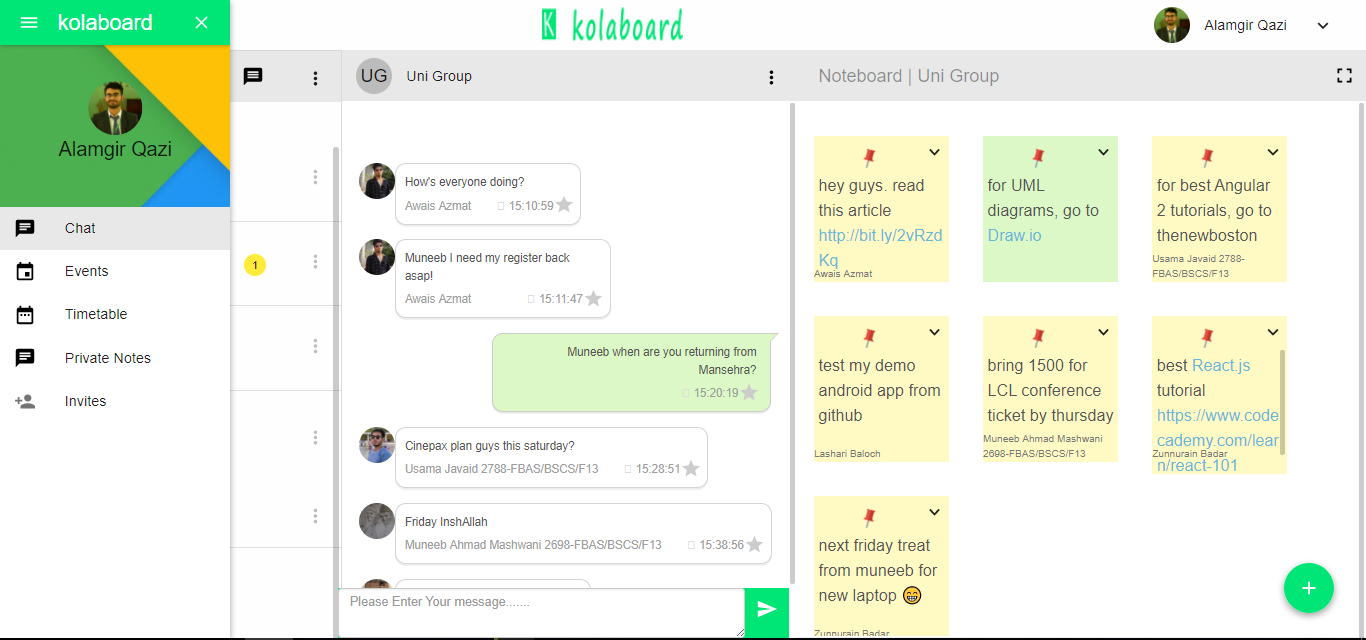 kolaboard
kolaboard
Alamgir Qazi
Alamgir Qazi
Chat
Events
Timetable
Private Notes
Invites
1
UG
Uni Group
How's everyone doing?
Awais Azmat 15:10:59
Muneeb I need my register back
asap!
Awais Azmat 15:11:47
Muneeb when are you returning from
Mansehra?
15:20:19
Cinepax plan guys this saturday?
Usama Javaid 2788-FBAS/BSCS/F13 15:28:51
Friday InshAllah
Muneeb Ahmad Mashwani 2698-FBAS/BSCS/F13 15:38:56
Please Enter Your message.......
Noteboard | Uni Group
hey guys. read
this article
http://bit.ly/2vRzd
Kq
Awais Azmat
for UML
diagrams, go to
Draw.io
for best Angular
2 tutorials, go to
thenewboston
Usama Javaid 2788-
FBAS/BSCS/F13
test my demo
android app from
github
Lashari Baloch
bring 1500 for
LCL conference
ticket by thursday
Muneeb Ahmad Mashwani
2698-FBAS/BSCS/F13
best React.js
tutorial
https://www.code
cademy.com/lear
n/react-101
Zunnurain Badar
next friday treat
from muneeb for
new laptop 😁
Zunnurain Badar
+